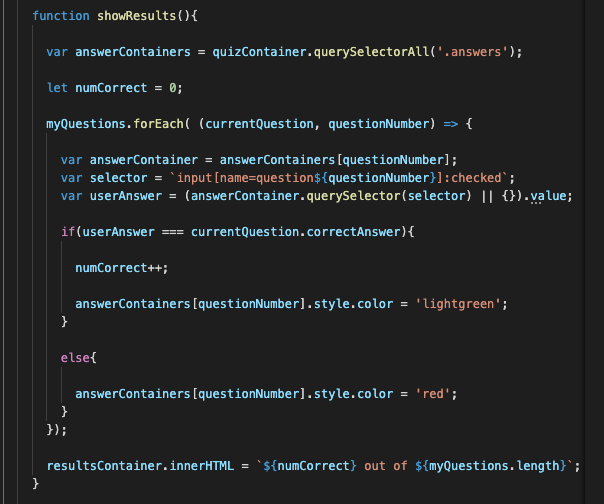 function showResults(){
var answerContainers = quizContainer.querySelectorAll('.answers');
let numCorrect = 0;
myQuestions.forEach( (currentQuestion, questionNumber) => {
var answerContainer = answerContainers[questionNumber];
var selector = `input[name=question${questionNumber}]:checked`;
var userAnswer = (answerContainer.querySelector(selector) || {}).value;
if(userAnswer === currentQuestion.correctAnswer){
numCorrect++;
answerContainers[questionNumber].style.color = 'lightgreen';
}
else{
answerContainers[questionNumber].style.color = 'red';
}
});
resultsContainer.innerHTML = `${numCorrect} out of ${myQuestions.length}`;
}